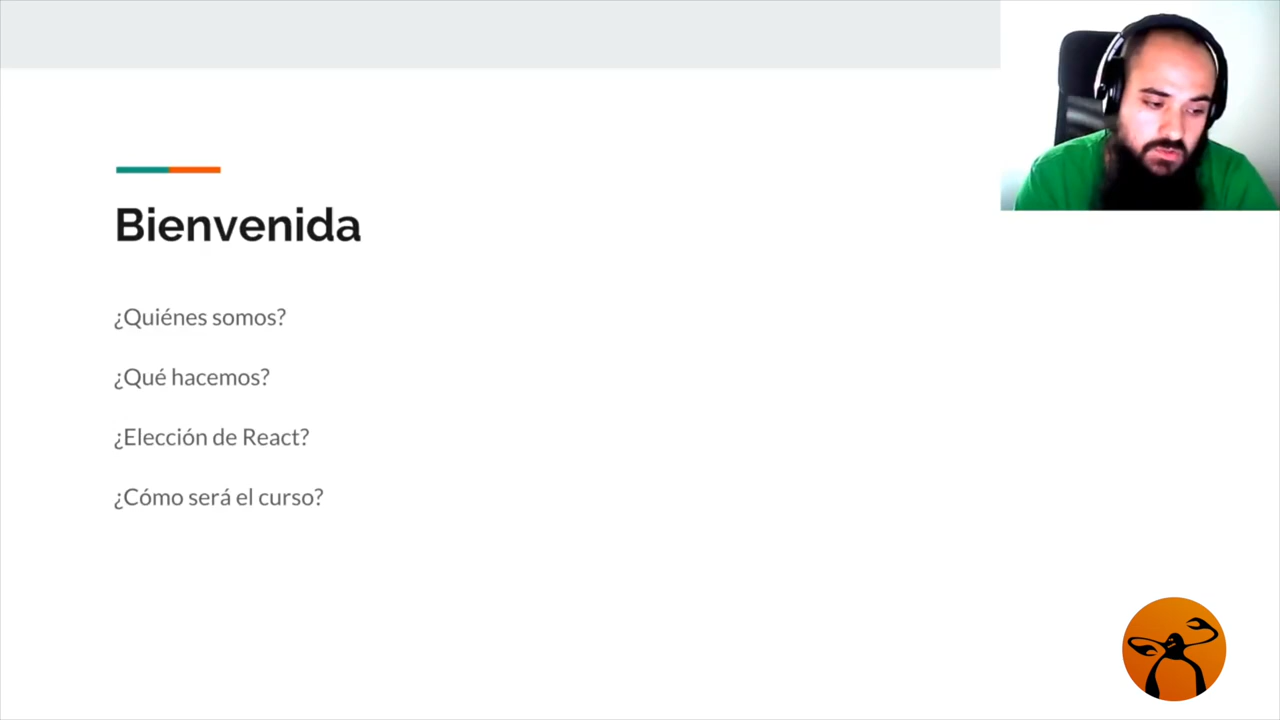 Bienvenida
¿Quiénes somos?
¿Qué hacemos?
¿Elección de React?
¿Cómo será el curso?